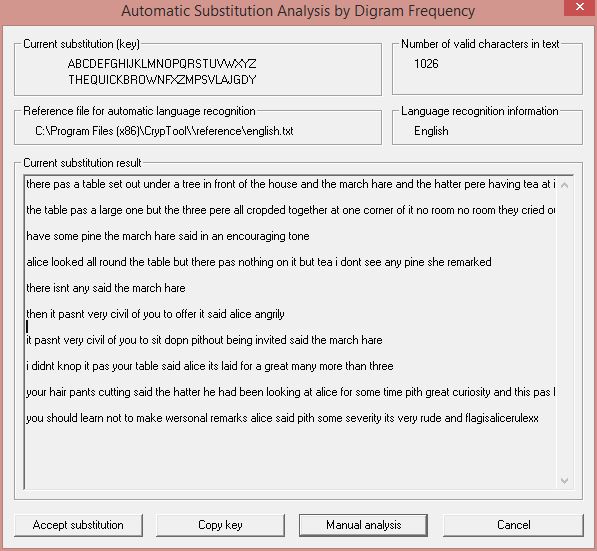 Automatic Substitution Analysis by Digram Frequency
Current substitution (key)
ABCDEFGHIJKLMNOPQRSTUVWXYZ
THEQUICKBROWNFXZMPSVLAJGDY
Number of valid characters in text
1026
Reference file for automatic language recognition
C:\Program Files (x86)\CrypTool\\reference\english.txt
Language recognition information
English
Current substitution result
there pas a table set out under a tree in front of the house and the march hare and the hatter pere having tea at i
the table pas a large one but the three pere all cropded together at one corner of it no room no room they cried ou
have some pine the march hare said in an encouraging tone
alice looked all round the table but there pas nothing on it but tea i dont see any pine she remarked
there isnt any said the march hare
then it pasnt very civil of you to offer it said alice angrily
it pasnt very civil of you to sit dopn pithout being invited said the march hare
i didnt knop it pas your table said alice its laid for a great many more than three
your hair pants cutting said the hatter he had been looking at alice for some time pith great curiosity and this pas
you should learn not to make wersonal remarks alice said pith some severity its very rude and flagisalicerulexx
Accept substitution
Copy key
Manual analysis
Cancel